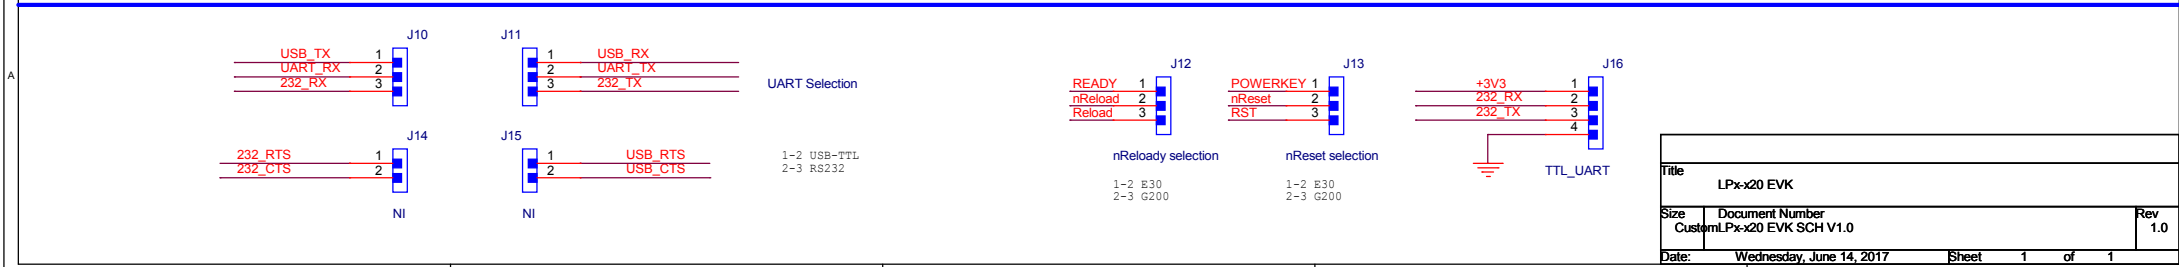 A
J10
USB_TX 1
UART_RX 2
232_RX 3
J11
1 USB_RX
2 UART_TX
3 232_TX
UART Selection
J14
232_RTS 1
232_CTS 2
NI
J15
1 USB_RTS
2 USB_CTS
NI
1-2 USB-TTL
2-3 RS232
J12
READY 1
nReload 2
Reload 3
nReloady selection
1-2 E30
2-3 G200
J13
POWERKEY 1
nReset 2
RST 3
nReset selection
1-2 E30
2-3 G200
J16
+3V3 1
232_RX 2
232_TX 3
4
TTL_UART
Title
LPx-x20 EVK
Size Document Number Rev
Custom LPx-x20 EVK SCH V1.0 1.0
Date: Wednesday, June 14, 2017 Sheet 1 of 1